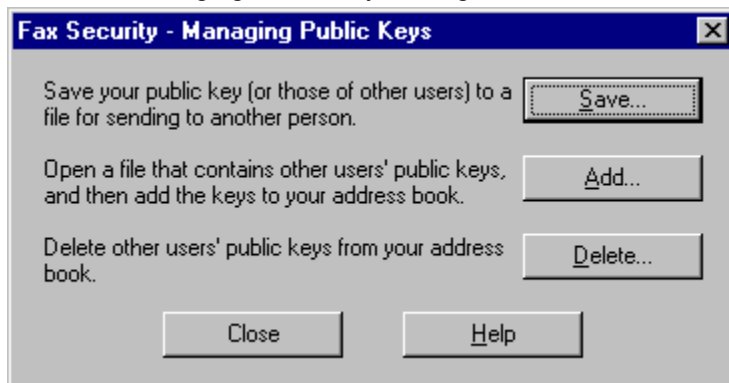 Fax Security - Managing Public Keys
Save your public key (or those of other users) to a
file for sending to another person.
Save...
Open a file that contains other users' public keys,
and then add the keys to your address book.
Add...
Delete other users' public keys from your address
book.
Delete...
Close
Help